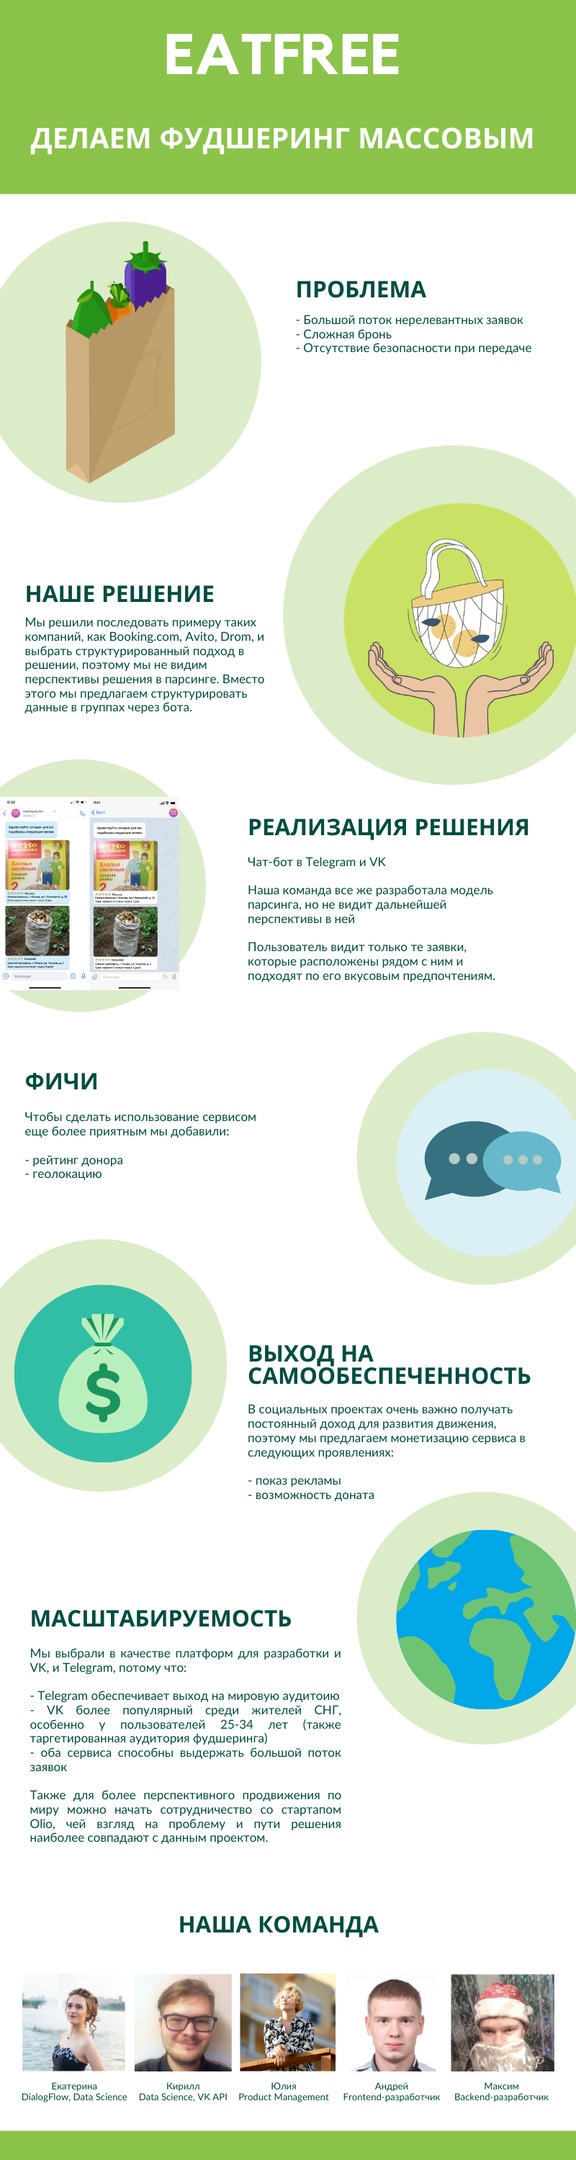 EATFREE
ДЕЛАЕМ ФУДШЕРИНГ МАССОВЫМ
ПРОБЛЕМА
- Большой поток нерелевантных заявок
- Сложная бронь
- Отсутствие безопасности при передаче
НАШЕ РЕШЕНИЕ
Мы решили последовать примеру таких
компаний, как Booking.com, Avito, Drom, и
выбрать структурированный подход в
решении, поэтому мы не видим
перспективы решения в парсинге. Вместо
этого мы предлагаем структурировать
данные в группах через бота.
РЕАЛИЗАЦИЯ РЕШЕНИЯ
Чат-бот в Telegram и VK
Наша команда все же разработала модель
парсинга, но не видит дальнейшей
перспективы в ней
Пользователь видит только те заявки,
которые расположены рядом с ним и
подходят по его вкусовым предпочтениям.
ФИЧИ
Чтобы сделать использование сервисом
еще более приятным мы добавили:
- рейтинг донора
- геолокацию
ВЫХОД НА
САМООБЕСПЕЧЕННОСТЬ
В социальных проектах очень важно получать
постоянный доход для развития движения,
поэтому мы предлагаем монетизацию сервиса в
следующих проявлениях:
- показ рекламы
- возможность доната
МАСШТАБИРУЕМОСТЬ
Мы выбрали в качестве платформ для разработки и
VK, и Telegram, потому что:
- Telegram обеспечивает выход на мировую аудитоию
- VK более популярный среди жителей СНГ,
особенно у пользователей 25-34 лет (также
таргетированная аудитория фудшеринга)
- оба сервиса способны выдержать большой поток
заявок
Также для более перспективного продвижения по
миру можно начать сотрудничество со стартапом
Olio, чей взгляд на проблему и пути решения
наиболее совпадают с данным проектом.
НАША КОМАНДА
Екатерина
DialogFlow, Data Science
Кирилл
Data Science, VK API
Юлия
Product Management
Андрей
Frontend-разработчик
Максим
Backend-разработчик